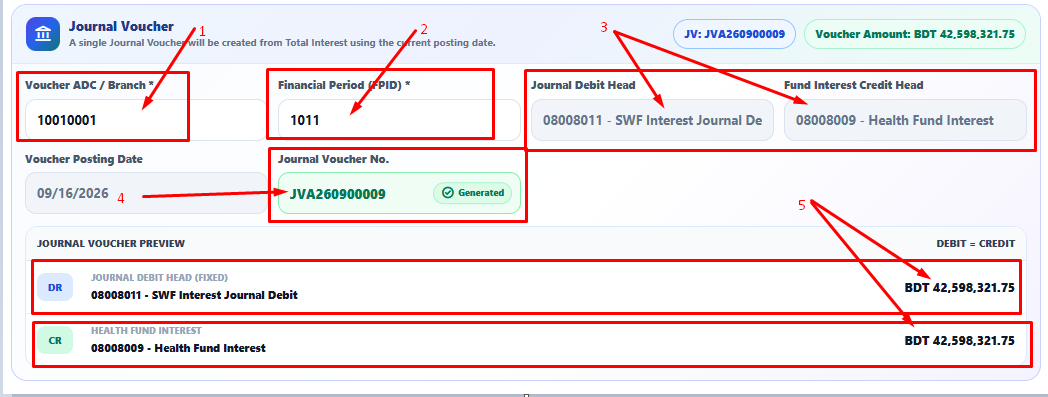 Journal Voucher
A single Journal Voucher will be created from Total Interest using the current posting date.
JV: JVA260900009
Voucher Amount: BDT 42,598,321.75
1
2
3
Voucher ADC / Branch *
Financial Period (FPID) *
Journal Debit Head
Fund Interest Credit Head
10010001
1011
08008011 - SWF Interest Journal De
08008009 - Health Fund Interest
Voucher Posting Date
Journal Voucher No.
09/16/2026
4
JVA260900009
Generated
5
JOURNAL VOUCHER PREVIEW
DEBIT = CREDIT
DR
JOURNAL DEBIT HEAD (FIXED)
08008011 - SWF Interest Journal Debit
BDT 42,598,321.75
CR
HEALTH FUND INTEREST
08008009 - Health Fund Interest
BDT 42,598,321.75